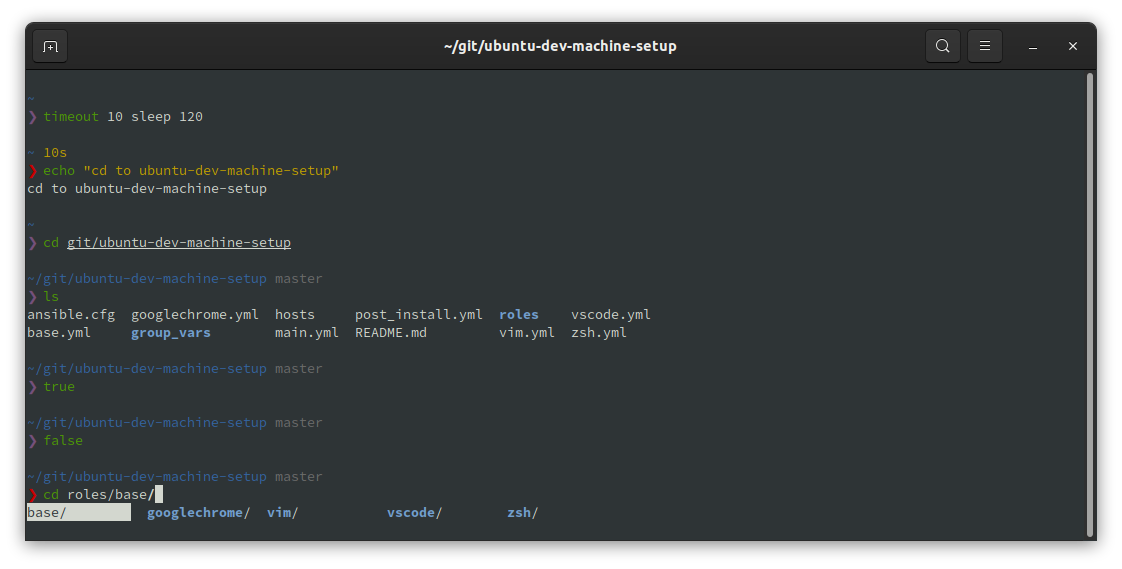 ~/git/ubuntu-dev-machine-setup
~
❯ timeout 10 sleep 120
~ 10s
❯ echo "cd to ubuntu-dev-machine-setup"
cd to ubuntu-dev-machine-setup
~
❯ cd git/ubuntu-dev-machine-setup
~/git/ubuntu-dev-machine-setup master
❯ ls
ansible.cfg googlechrome.yml hosts post_install.yml roles vscode.yml
base.yml group_vars main.yml README.md vim.yml zsh.yml
~/git/ubuntu-dev-machine-setup master
❯ true
~/git/ubuntu-dev-machine-setup master
❯ false
~/git/ubuntu-dev-machine-setup master
❯ cd roles/base/
base/ googlechrome/ vim/ vscode/ zsh/